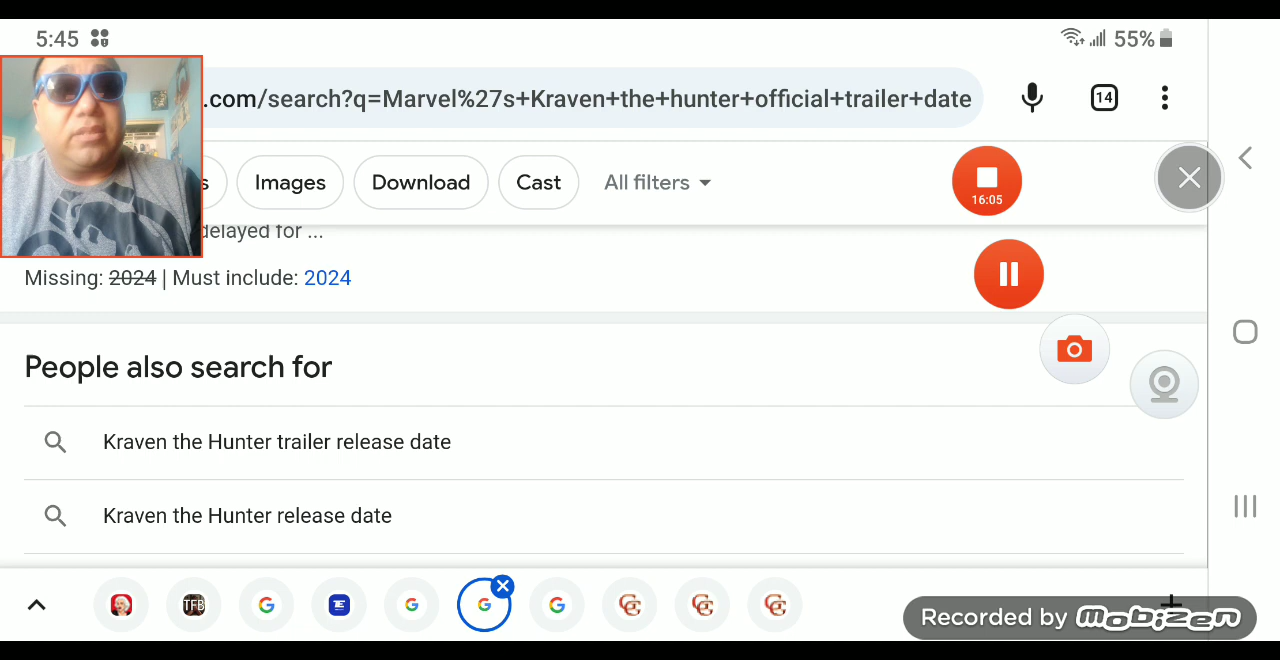 5:45
55%
.com/search?q=Marvel%27s+Kraven+the+hunter+official+trailer+date
14
s
Images
Download
Cast
All filters
16:05
delayed for ...
Missing: 2024 | Must include: 2024
People also search for
Kraven the Hunter trailer release date
Kraven the Hunter release date
TFB
Recorded by mobizen